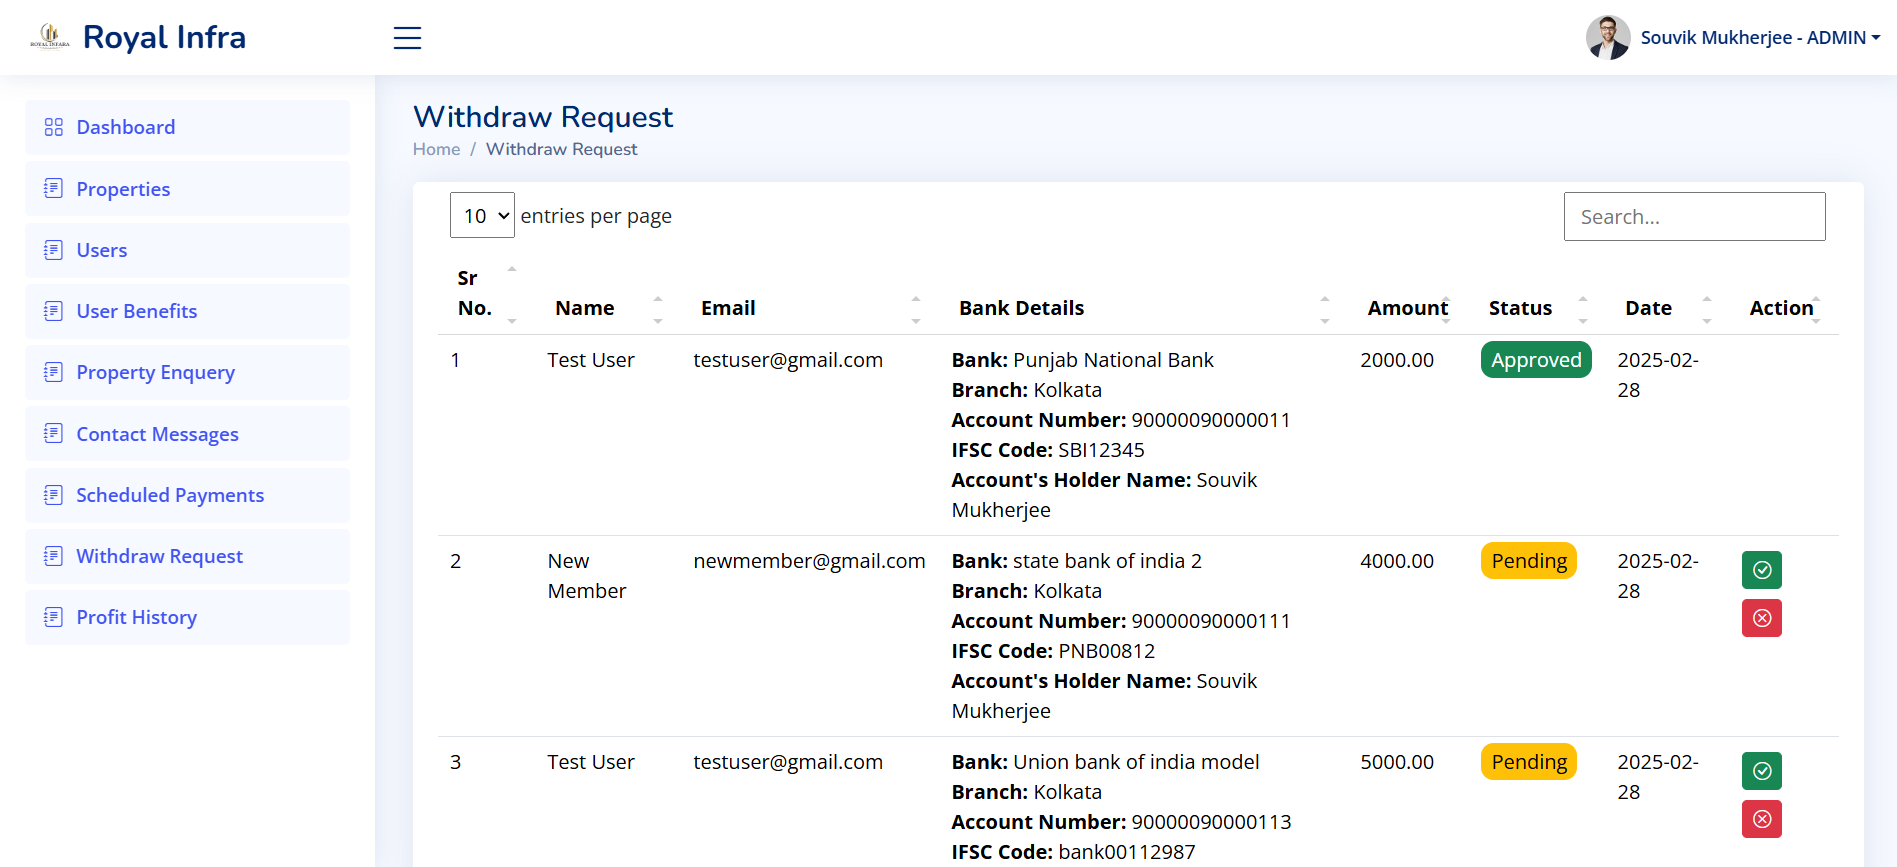 ROYAL INFARA
Royal Infra
Souvik Mukherjee - ADMIN
Dashboard
Properties
Users
User Benefits
Property Enquery
Contact Messages
Scheduled Payments
Withdraw Request
Profit History
Withdraw Request
Home / Withdraw Request
10 entries per page
Search...
Sr No. Name Email Bank Details Amount Status Date Action
1 Test User testuser@gmail.com Bank: Punjab National Bank 2000.00 Approved 2025-02-
Branch: Kolkata 28
Account Number: 90000090000011
IFSC Code: SBI12345
Account's Holder Name: Souvik
Mukherjee
2 New newmember@gmail.com Bank: state bank of india 2 4000.00 Pending 2025-02-
Member Branch: Kolkata 28
Account Number: 90000090000111
IFSC Code: PNB00812
Account's Holder Name: Souvik
Mukherjee
3 Test User testuser@gmail.com Bank: Union bank of india model 5000.00 Pending 2025-02-
Branch: Kolkata 28
Account Number: 90000090000113
IFSC Code: bank00112987